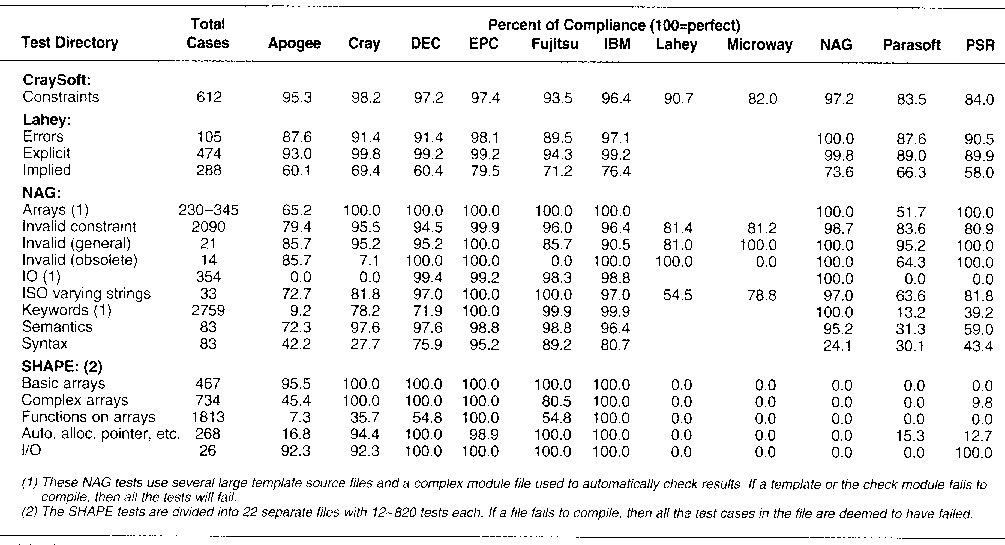 Total Percent of Compliance (100=perfect)
Test Directory Cases Apogee Cray DEC EPC Fujitsu IBM Lahey Microway NAG Parasoft PSR
CraySoft:
Constraints 612 95.3 98.2 97.2 97.4 93.5 96.4 90.7 82.0 97.2 83.5 84.0
Lahey:
Errors 105 87.6 91.4 91.4 98.1 89.5 97.1 100.0 87.6 90.5
Explicit 474 93.0 99.8 99.2 99.2 94.3 99.2 99.8 89.0 89.9
Implied 288 60.1 69.4 60.4 79.5 71.2 76.4 73.6 66.3 58.0
NAG:
Arrays (1) 230–345 65.2 100.0 100.0 100.0 100.0 100.0 100.0 51.7 100.0
Invalid constraint 2090 79.4 95.5 94.5 99.9 96.0 96.4 81.4 81.2 98.7 83.6 80.9
Invalid (general) 21 85.7 95.2 95.2 100.0 85.7 90.5 81.0 100.0 100.0 95.2 100.0
Invalid (obsolete) 14 85.7 7.1 100.0 100.0 0.0 100.0 100.0 0.0 100.0 64.3 100.0
IO (1) 354 0.0 0.0 99.4 99.2 98.3 98.8 100.0 0.0 0.0
ISO varying strings 33 72.7 81.8 97.0 100.0 100.0 97.0 54.5 78.8 97.0 63.6 81.8
Keywords (1) 2759 9.2 78.2 71.9 100.0 99.9 99.9 100.0 13.2 39.2
Semantics 83 72.3 97.6 97.6 98.8 98.8 96.4 95.2 31.3 59.0
Syntax 83 42.2 27.7 75.9 95.2 89.2 80.7 24.1 30.1 43.4
SHAPE: (2)
Basic arrays 467 95.5 100.0 100.0 100.0 100.0 100.0 0.0 0.0 0.0 0.0 0.0
Complex arrays 734 45.4 100.0 100.0 100.0 80.5 100.0 0.0 0.0 0.0 0.0 9.8
Functions on arrays 1813 7.3 35.7 54.8 100.0 54.8 100.0 0.0 0.0 0.0 0.0 0.0
Auto, alloc, pointer, etc. 268 16.8 94.4 100.0 98.9 100.0 100.0 0.0 0.0 0.0 15.3 12.7
I/O 26 92.3 92.3 100.0 100.0 100.0 100.0 0.0 0.0 0.0 0.0 100.0
(1) These NAG tests use several large template source files and a complex module file used to automatically check results. If a template or the check module fails to
compile, then all the tests will fail.
(2) The SHAPE tests are divided into 22 separate files with 12–820 tests each. If a file fails to compile, then all the test cases in the file are deemed to have failed.